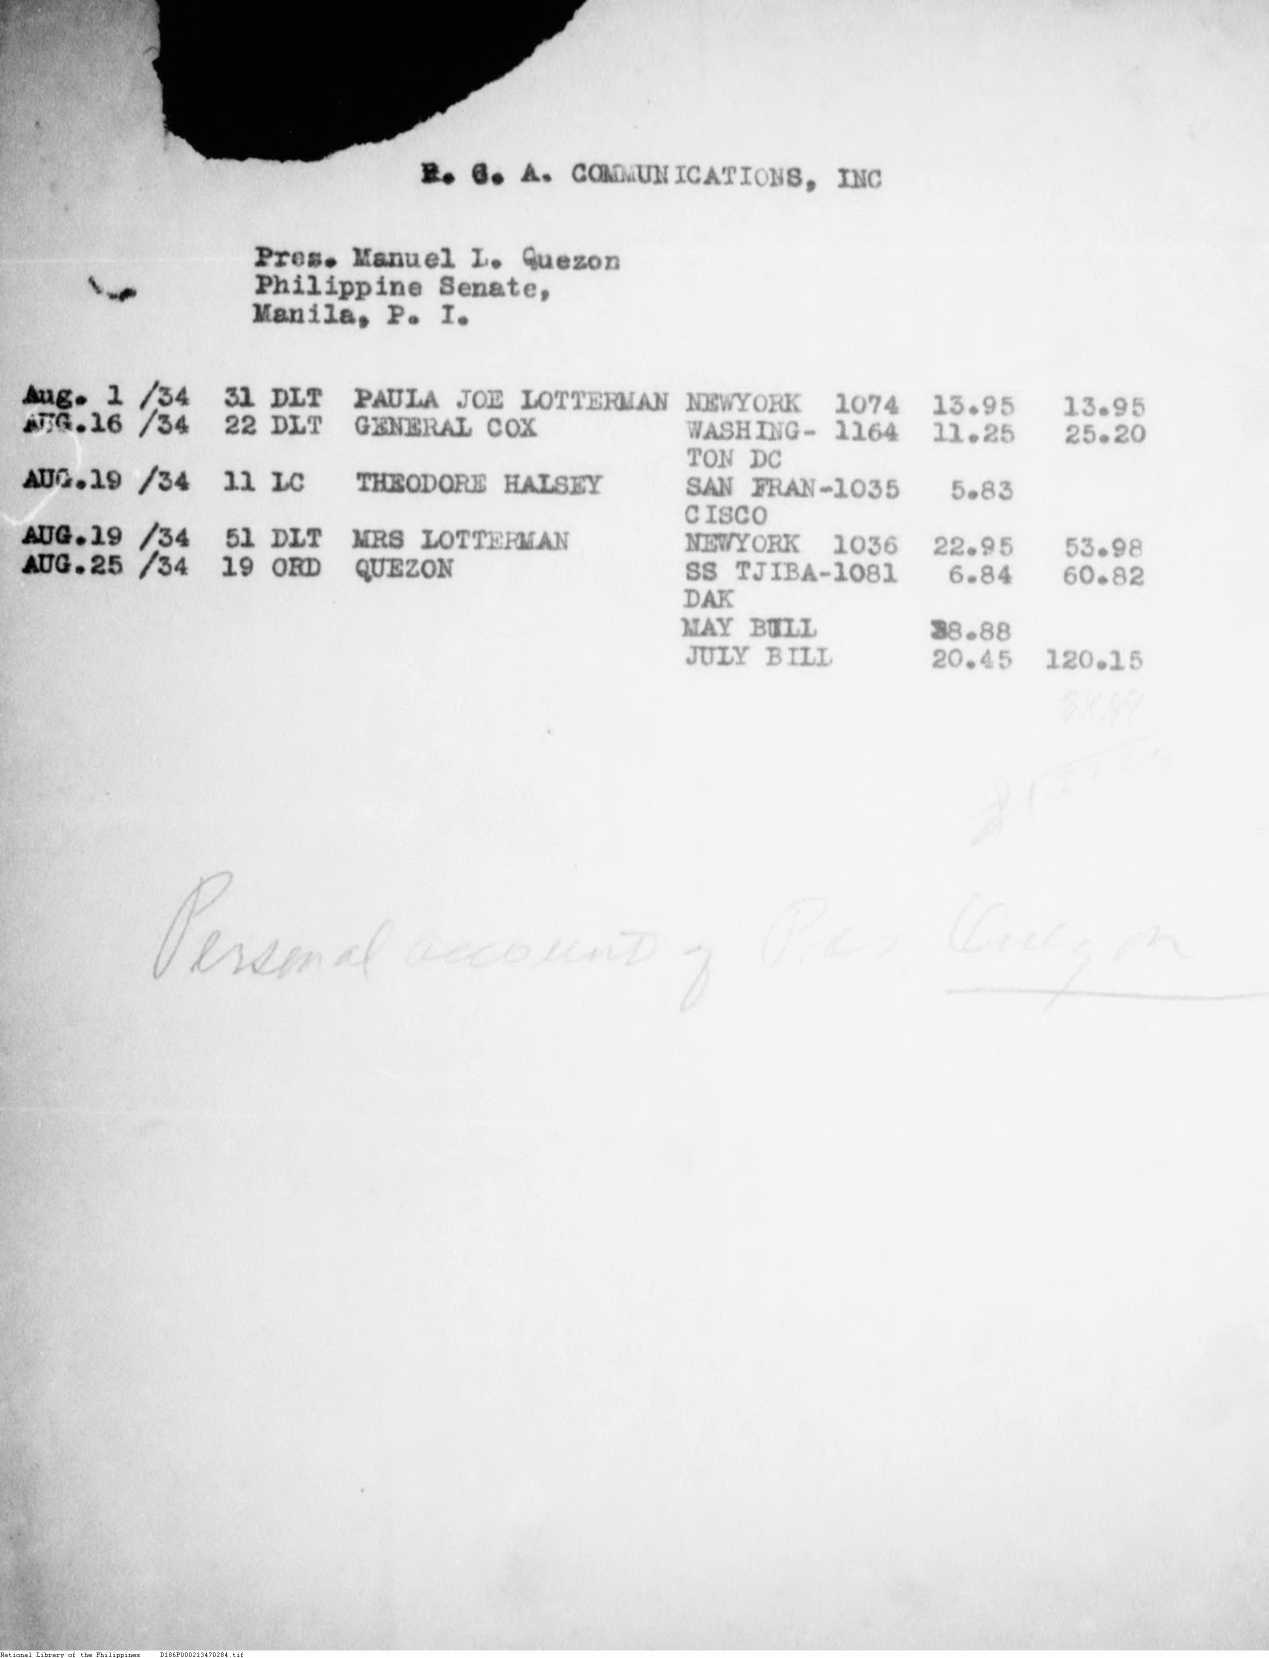 R. C. A. COMMUNICATIONS, INC
Pres. Manuel L. Quezon
Philippine Senate,
Manila, P. I.
Aug. 1 /34 31 DLT PAULA JOE LOTTERMAN NEWYORK 1074 13.95 13.95
AUG.16 /34 22 DLT GENERAL COX WASHING- 1164 11.25 25.20
TON DC
AUG.19 /34 11 LC THEODORE HALSEY SAN FRAN-1035 5.83
CISCO
AUG.19 /34 51 DLT MRS LOTTERMAN NEWYORK 1036 22.95 53.98
AUG.25 /34 19 ORD QUEZON SS TJIBA-1081 6.84 60.82
DAK
MAY BILL 38.88
JULY BILL 20.45 120.15
Personal account of Pres Quezon
National Library of the Philippines D186P000213470284.tif